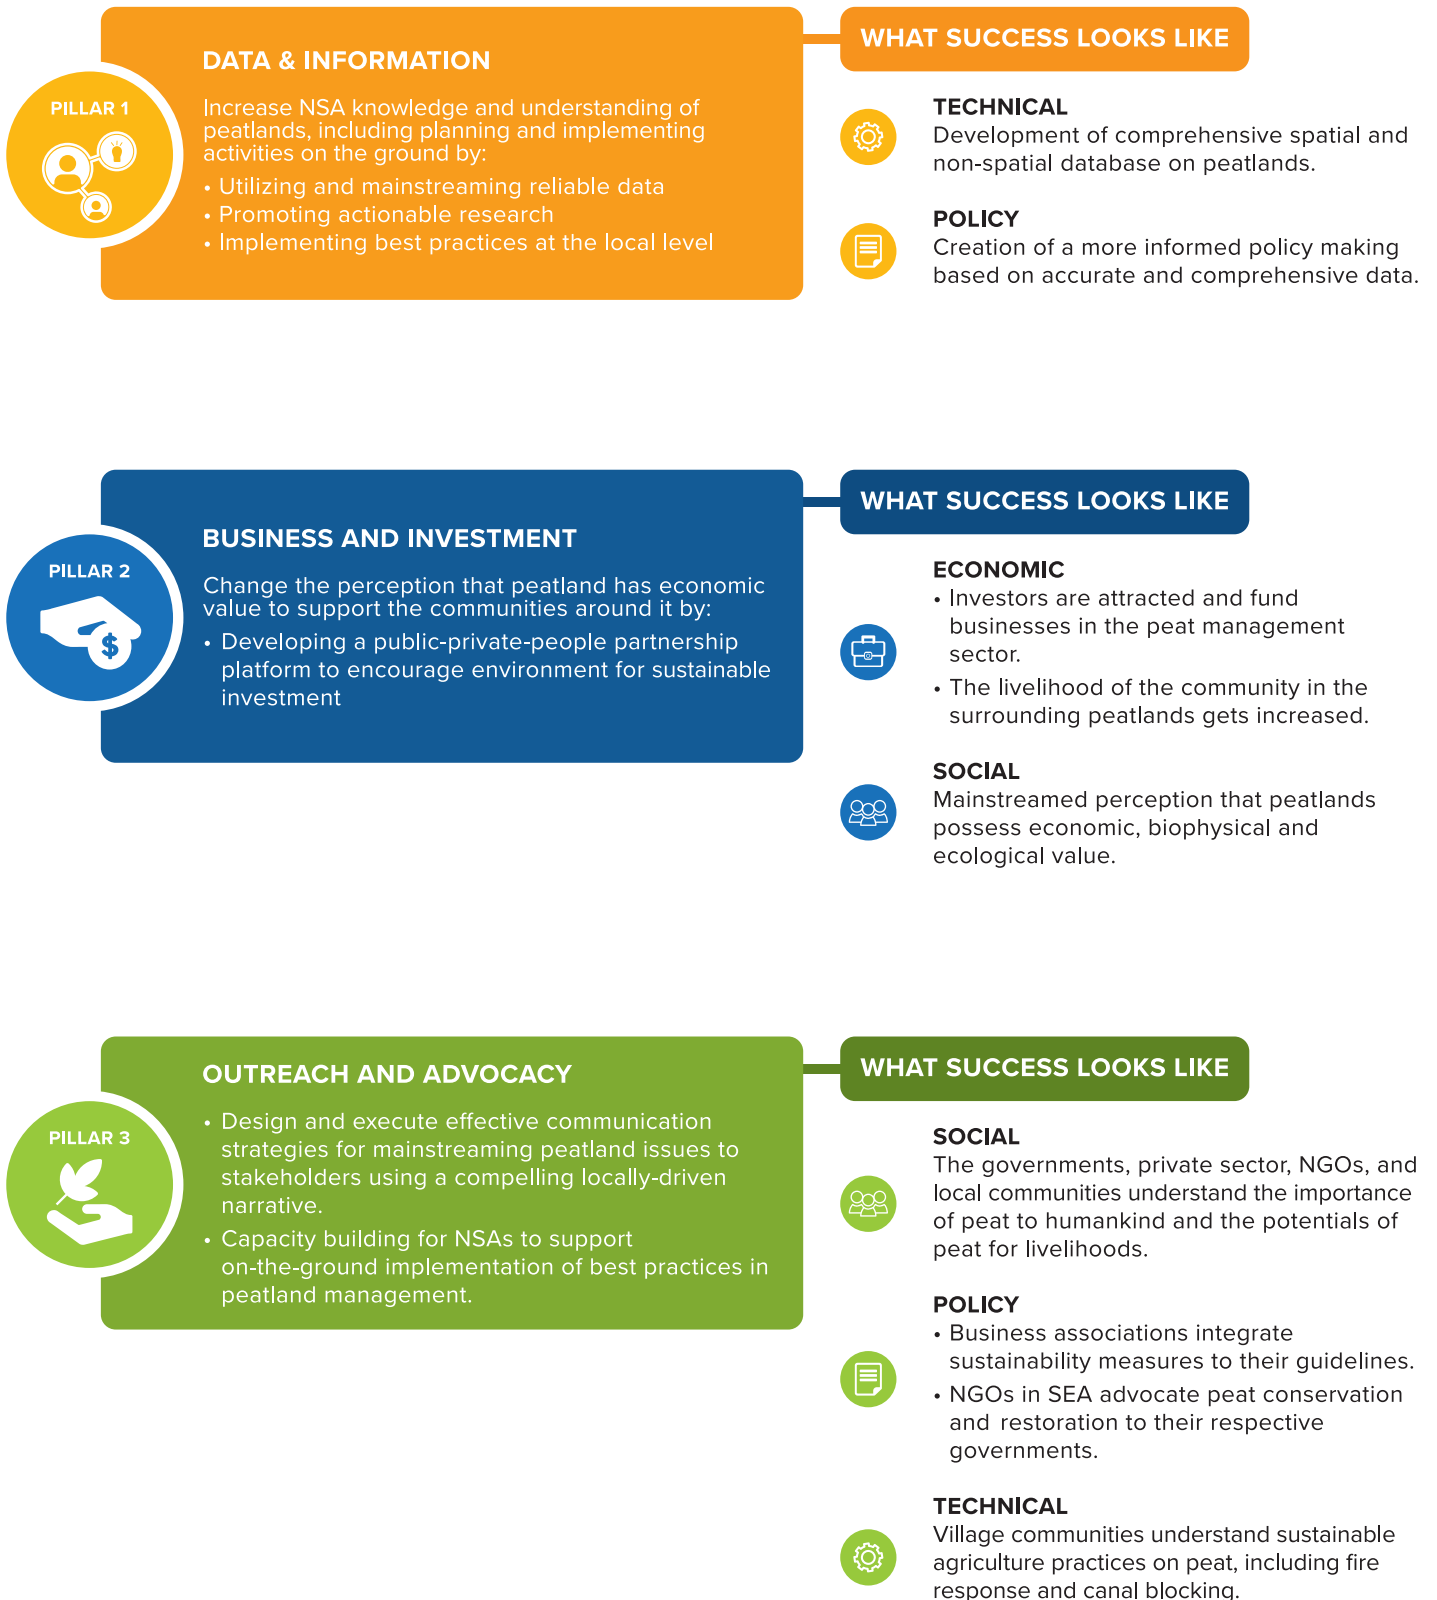 PILLAR 1
DATA & INFORMATION
Increase NSA knowledge and understanding of
peatlands, including planning and implementing
activities on the ground by:
• Utilizing and mainstreaming reliable data
• Promoting actionable research
• Implementing best practices at the local level
WHAT SUCCESS LOOKS LIKE
TECHNICAL
Development of comprehensive spatial and
non-spatial database on peatlands.
POLICY
Creation of a more informed policy making
based on accurate and comprehensive data.
PILLAR 2
$
BUSINESS AND INVESTMENT
Change the perception that peatland has economic
value to support the communities around it by:
• Developing a public-private-people partnership
platform to encourage environment for sustainable
investment
WHAT SUCCESS LOOKS LIKE
ECONOMIC
• Investors are attracted and fund
businesses in the peat management
sector.
• The livelihood of the community in the
surrounding peatlands gets increased.
SOCIAL
Mainstreamed perception that peatlands
possess economic, biophysical and
ecological value.
PILLAR 3
OUTREACH AND ADVOCACY
• Design and execute effective communication
strategies for mainstreaming peatland issues to
stakeholders using a compelling locally-driven
narrative.
• Capacity building for NSAs to support
on-the-ground implementation of best practices in
peatland management.
WHAT SUCCESS LOOKS LIKE
SOCIAL
The governments, private sector, NGOs, and
local communities understand the importance
of peat to humankind and the potentials of
peat for livelihoods.
POLICY
• Business associations integrate
sustainability measures to their guidelines.
• NGOs in SEA advocate peat conservation
and restoration to their respective
governments.
TECHNICAL
Village communities understand sustainable
agriculture practices on peat, including fire
response and canal blocking.